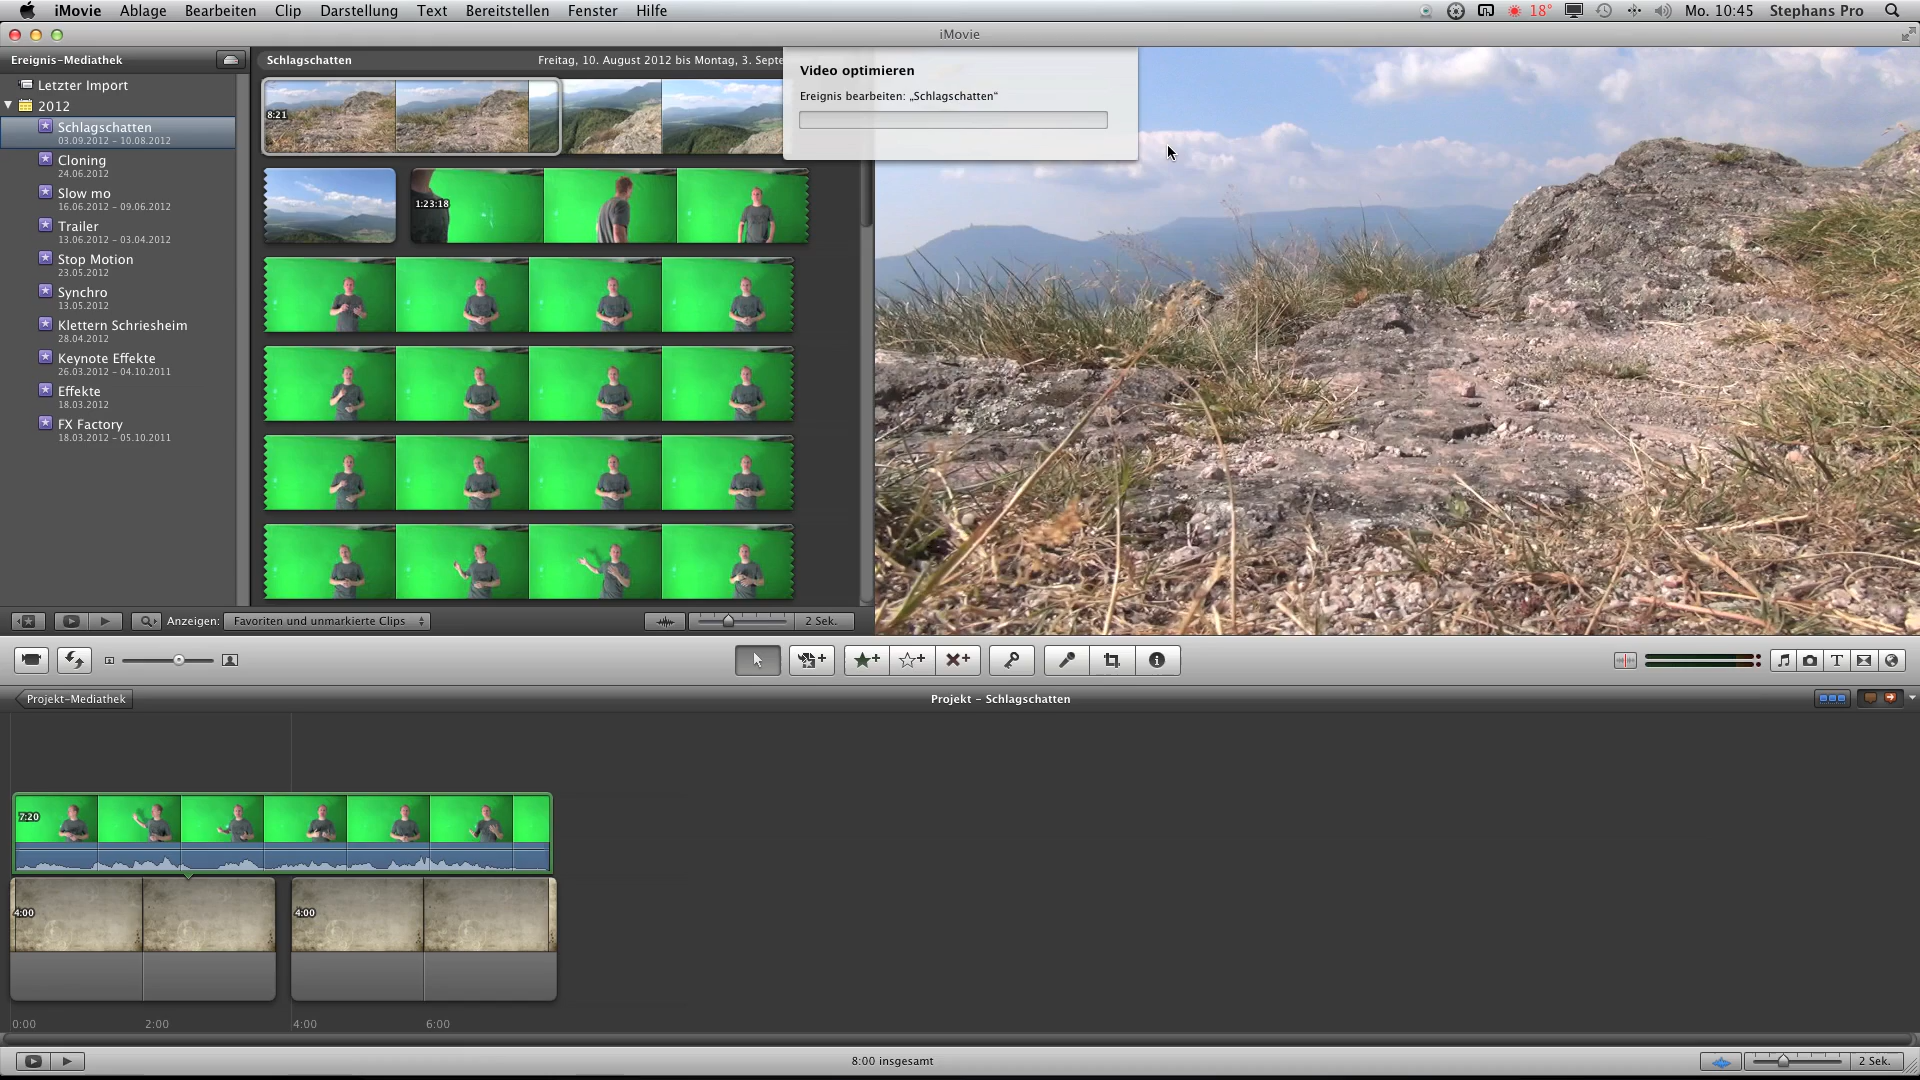 iMovie Ablage Bearbeiten Clip Darstellung Text Bereitstellen Fenster Hilfe 18° Mo. 10:45 Stephans Pro
iMovie
Ereignis-Mediathek
Letzter Import
2012
Schlagschatten
03.09.2012 – 10.08.2012
Cloning
24.06.2012
Slow mo
16.06.2012 – 09.06.2012
Trailer
13.06.2012 – 03.04.2012
Stop Motion
23.05.2012
Synchro
13.05.2012
Klettern Schriesheim
28.04.2012
Keynote Effekte
26.03.2012 – 04.10.2011
Effekte
18.03.2012
FX Factory
18.03.2012 – 05.10.2011
Schlagschatten Freitag, 10. August 2012 bis Montag, 3. Septe
8:21
1:23:18
Video optimieren
Ereignis bearbeiten: „Schlagschatten“
Anzeigen: Favoriten und unmarkierte Clips 2 Sek.
Projekt-Mediathek Projekt – Schlagschatten
7:20
4:00 4:00
0:00 2:00 4:00 6:00
8:00 insgesamt 2 Sek.